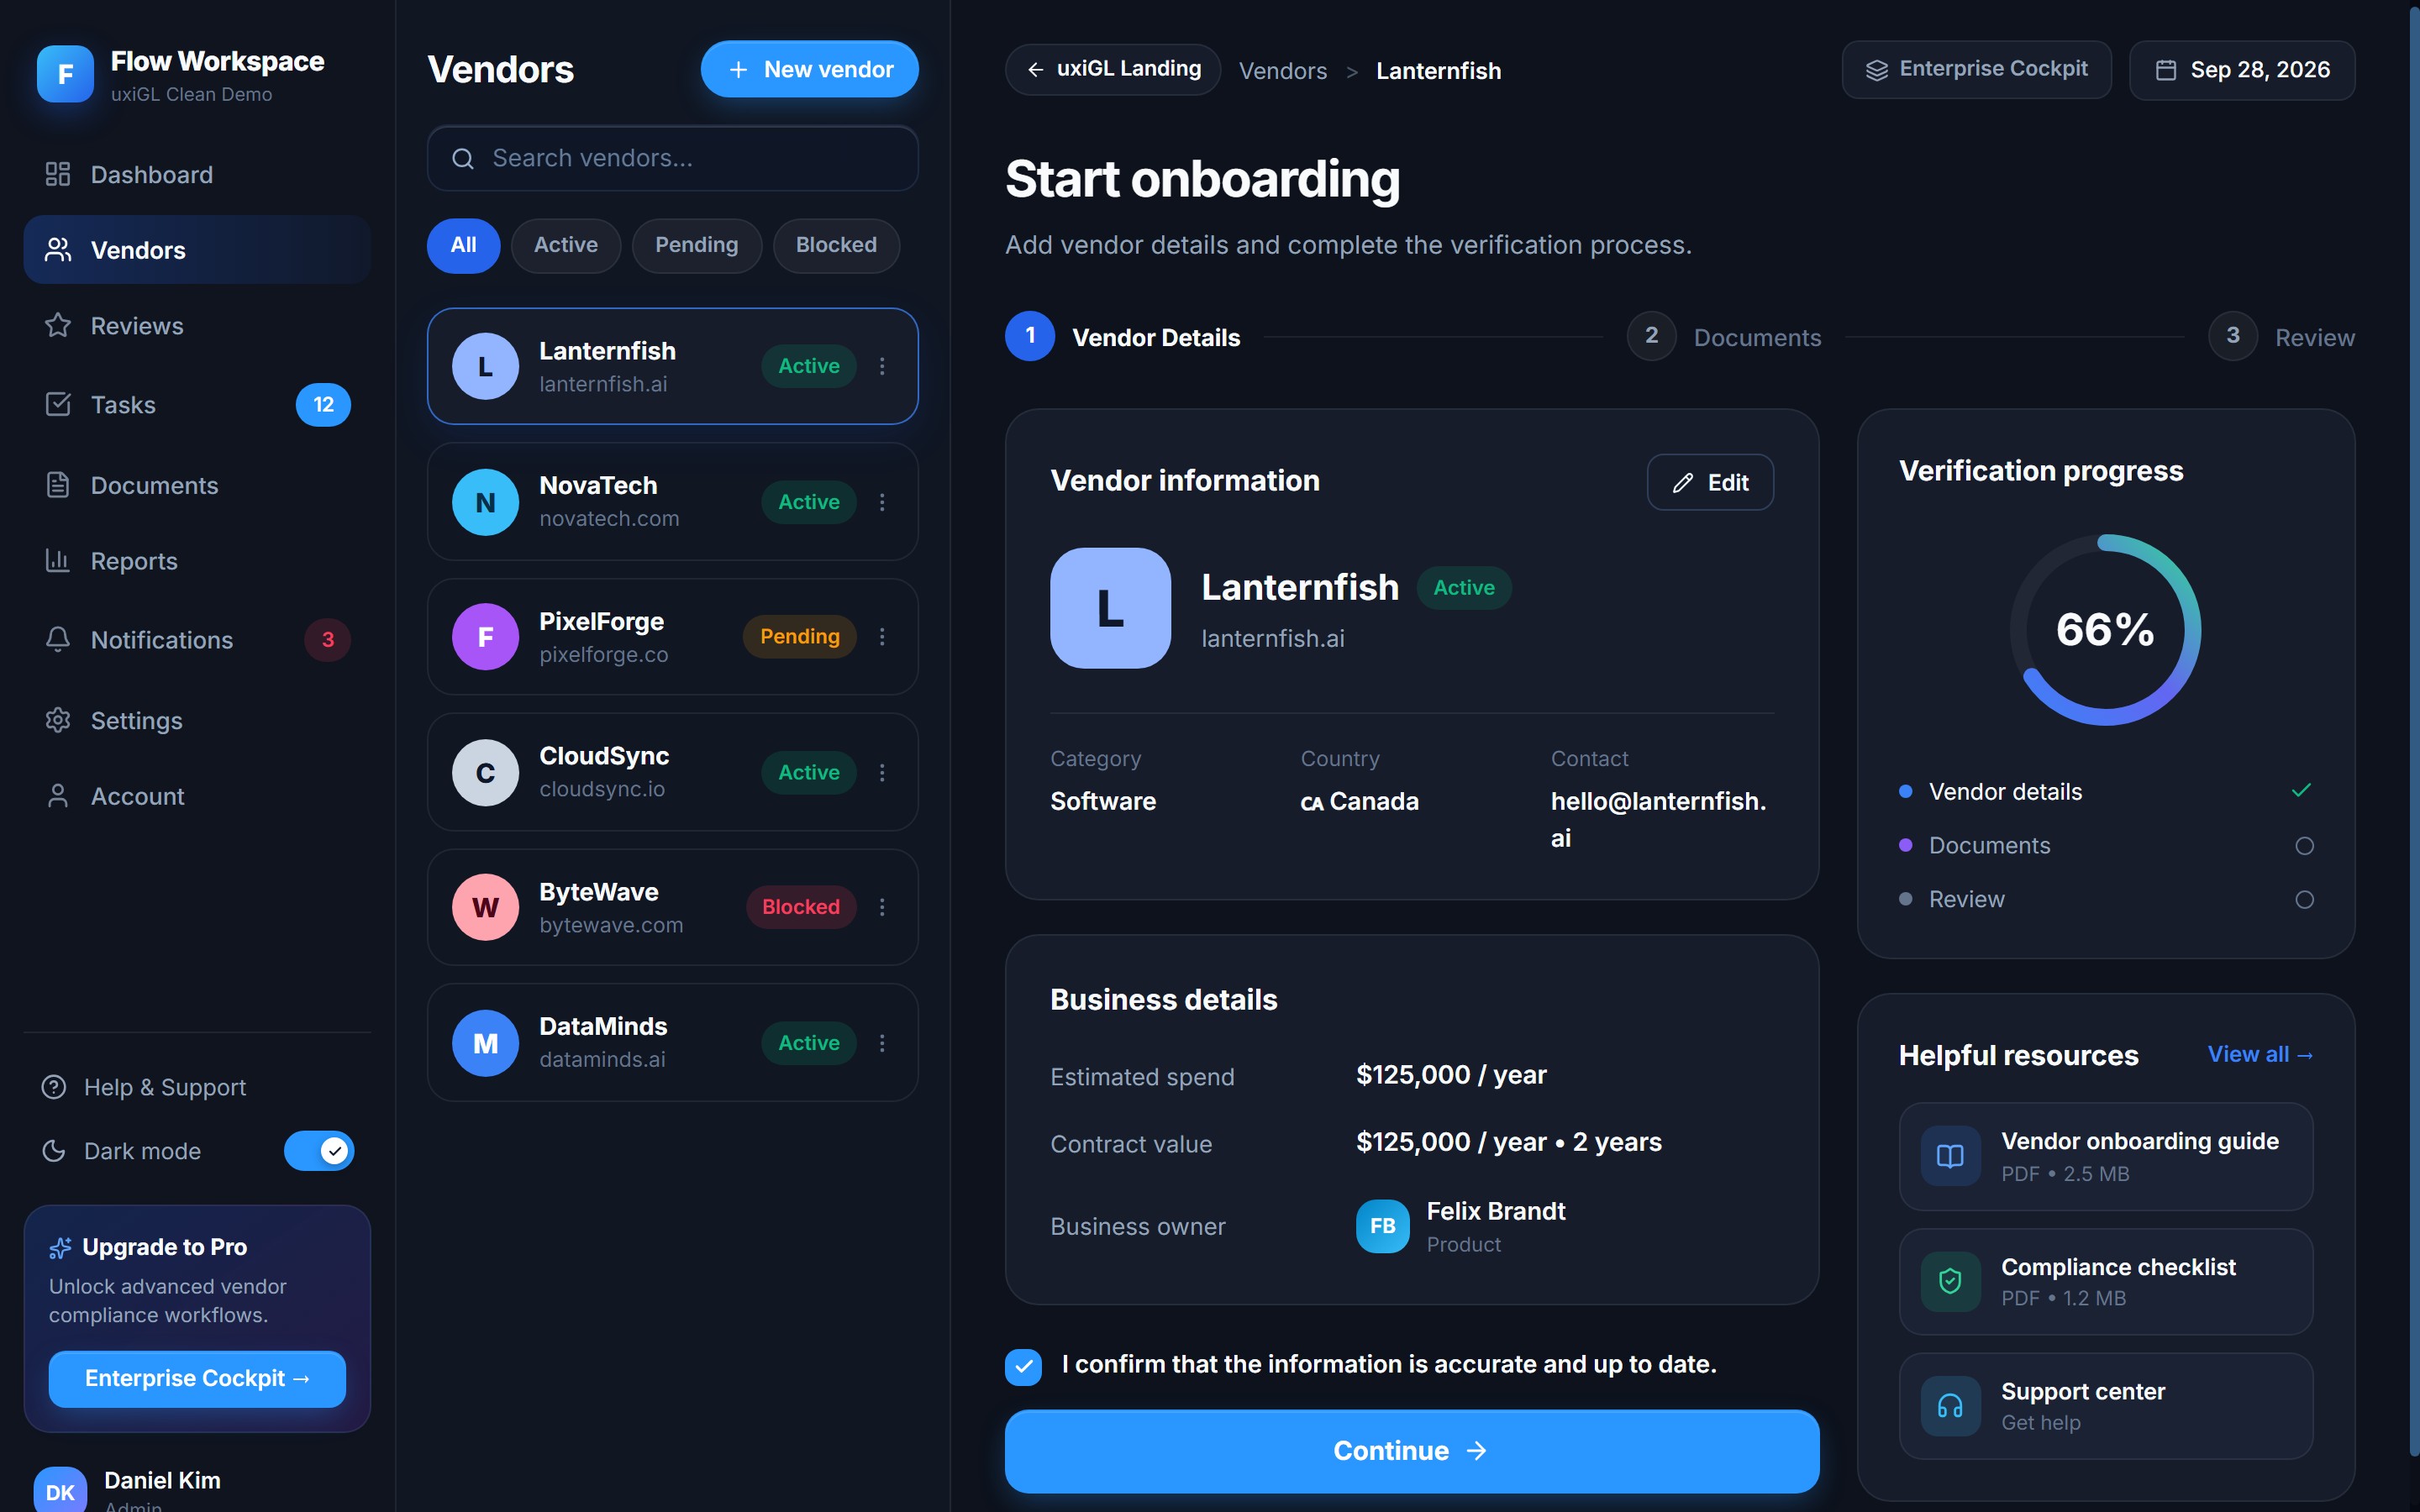 F
Flow Workspace
uxiGL Clean Demo
Dashboard
Vendors
Reviews
Tasks
12
Documents
Reports
Notifications
3
Settings
Account
Help & Support
Dark mode
Upgrade to Pro
Unlock advanced vendor
compliance workflows.
Enterprise Cockpit →
DK
Daniel Kim
Admin
Vendors
+ New vendor
Search vendors...
All
Active
Pending
Blocked
L
Lanternfish
lanternfish.ai
Active
N
NovaTech
novatech.com
Active
F
PixelForge
pixelforge.co
Pending
C
CloudSync
cloudsync.io
Active
W
ByteWave
bytewave.com
Blocked
M
DataMinds
dataminds.ai
Active
← uxiGL Landing
Vendors > Lanternfish
Enterprise Cockpit
Sep 28, 2026
Start onboarding
Add vendor details and complete the verification process.
1 Vendor Details
2 Documents
3 Review
Vendor information
Edit
L
Lanternfish
Active
lanternfish.ai
Category
Software
Country
CA Canada
Contact
hello@lanternfish.
ai
Business details
Estimated spend
$125,000 / year
Contract value
$125,000 / year • 2 years
Business owner
FB
Felix Brandt
Product
I confirm that the information is accurate and up to date.
Continue →
Verification progress
66%
Vendor details
Documents
Review
Helpful resources
View all →
Vendor onboarding guide
PDF • 2.5 MB
Compliance checklist
PDF • 1.2 MB
Support center
Get help